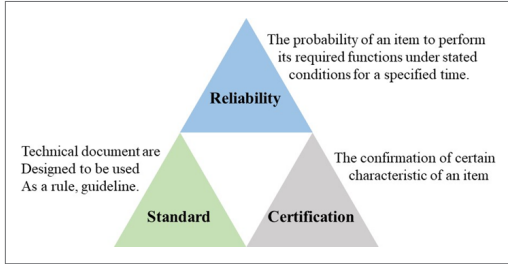 The probability of an item to perform
its required functions under stated
conditions for a specified time.
Reliability
Technical document are
Designed to be used
As a rule, guideline.
The confirmation of certain
characteristic of an item
Standard
Certification